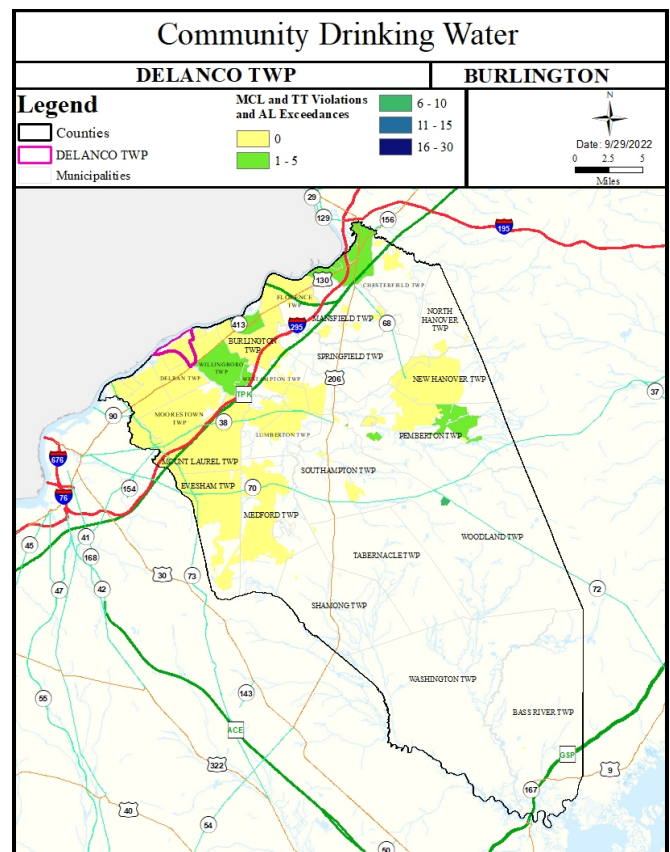 Community Drinking Water
DELANCO TWP
BURLINGTON
Legend
Counties
DELANCO TWP
Municipalities
MCL and TT Violations
and AL Exceedances
0
1 - 5
6 - 10
11 - 15
16 - 30
N
Date: 9/29/2022
0 2.5 5
Miles
29
129
156
195
130
CHESTERFIELD TWP
FLORENCE
TWP
MANSFIELD TWP
68
NORTH
HANOVER
TWP
413
295
BURLINGTON
TWP
SPRINGFIELD TWP
WILLINGBORO
TWP
DELRAN TWP
WESTAMPTON TWP
206
NEW HANOVER TWP
TPK
37
90
MOORESTOWN
TWP
38
LUMBERTON TWP
PEMBERTON TWP
676
MOUNT LAUREL TWP
SOUTHAMPTON TWP
76
154
EVESHAM TWP
70
MEDFORD TWP
45
41
168
WOODLAND TWP
TABERNACLE TWP
30
73
47
42
72
SHAMONG TWP
WASHINGTON TWP
55
143
BASS RIVER TWP
ACE
GSP
322
9
167
40
54
50